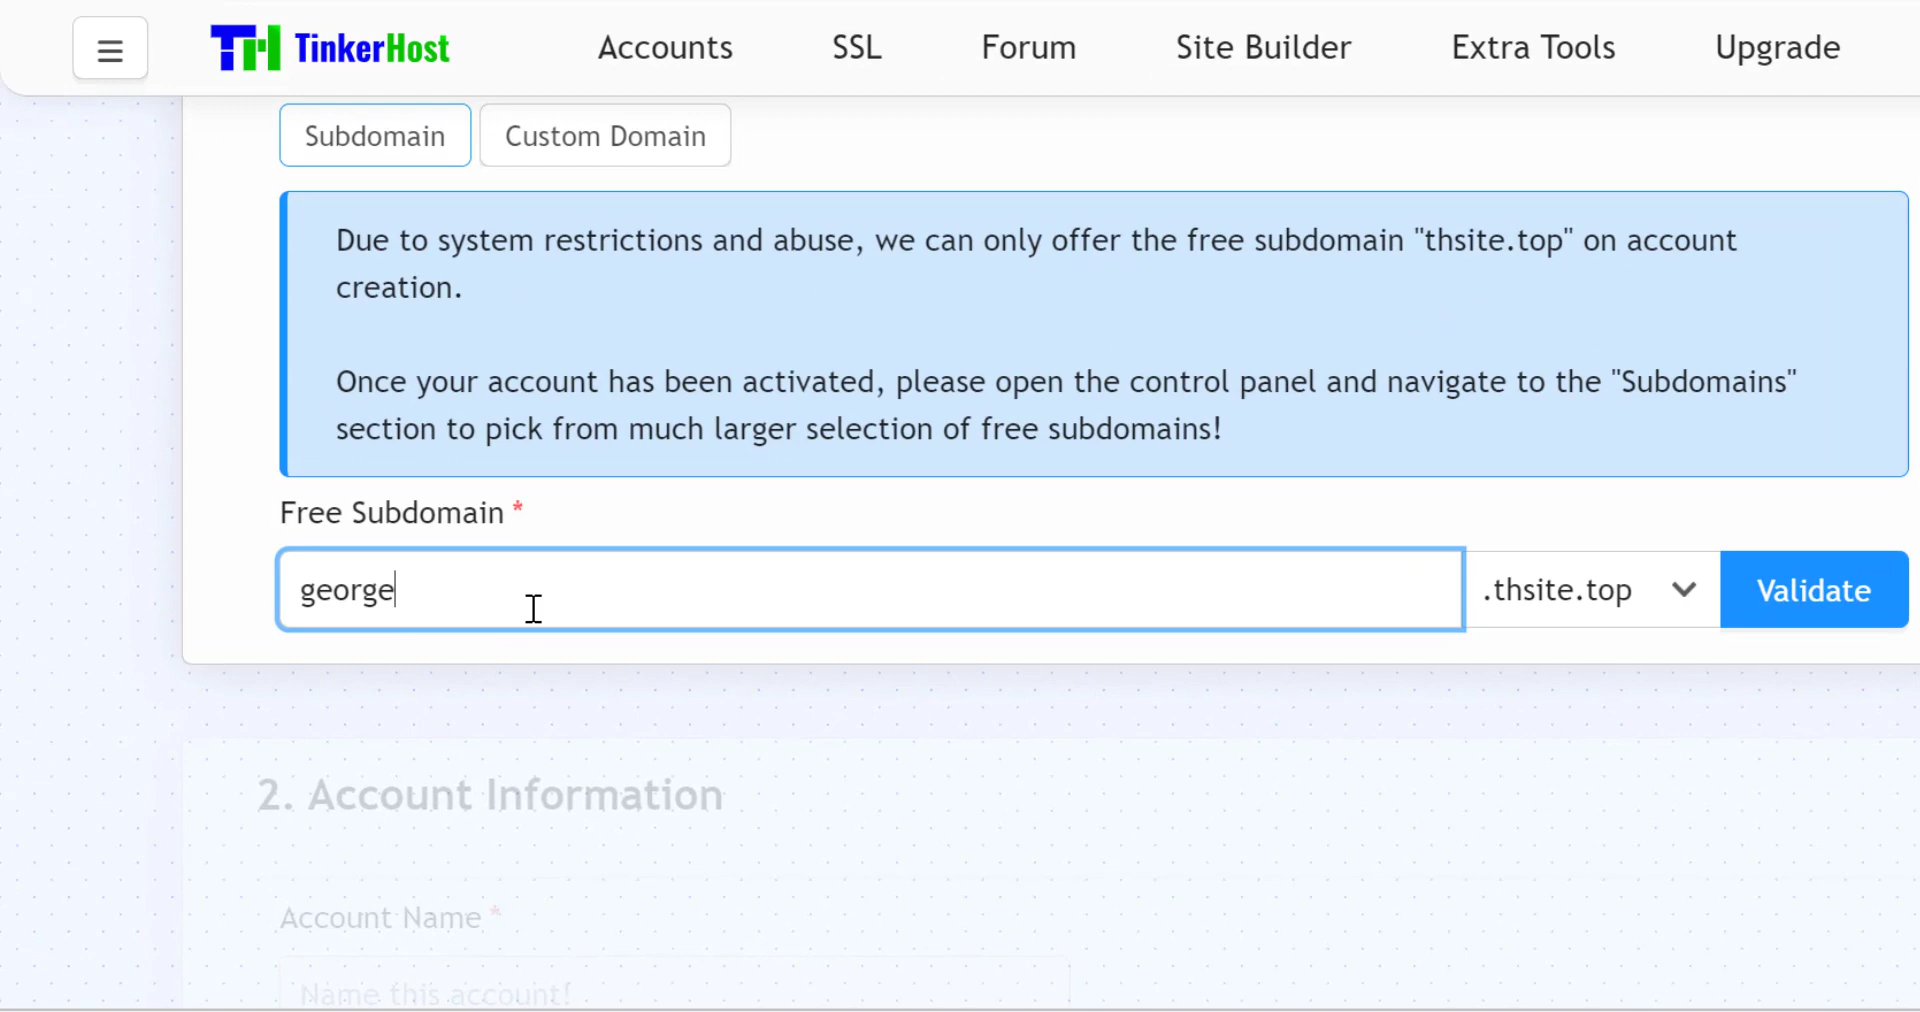 TinkerHost Accounts SSL Forum Site Builder Extra Tools Upgrade
Subdomain Custom Domain
Due to system restrictions and abuse, we can only offer the free subdomain "thsite.top" on account
creation.
Once your account has been activated, please open the control panel and navigate to the "Subdomains"
section to pick from much larger selection of free subdomains!
Free Subdomain *
george .thsite.top Validate
2. Account Information
Account Name *
Name this account!